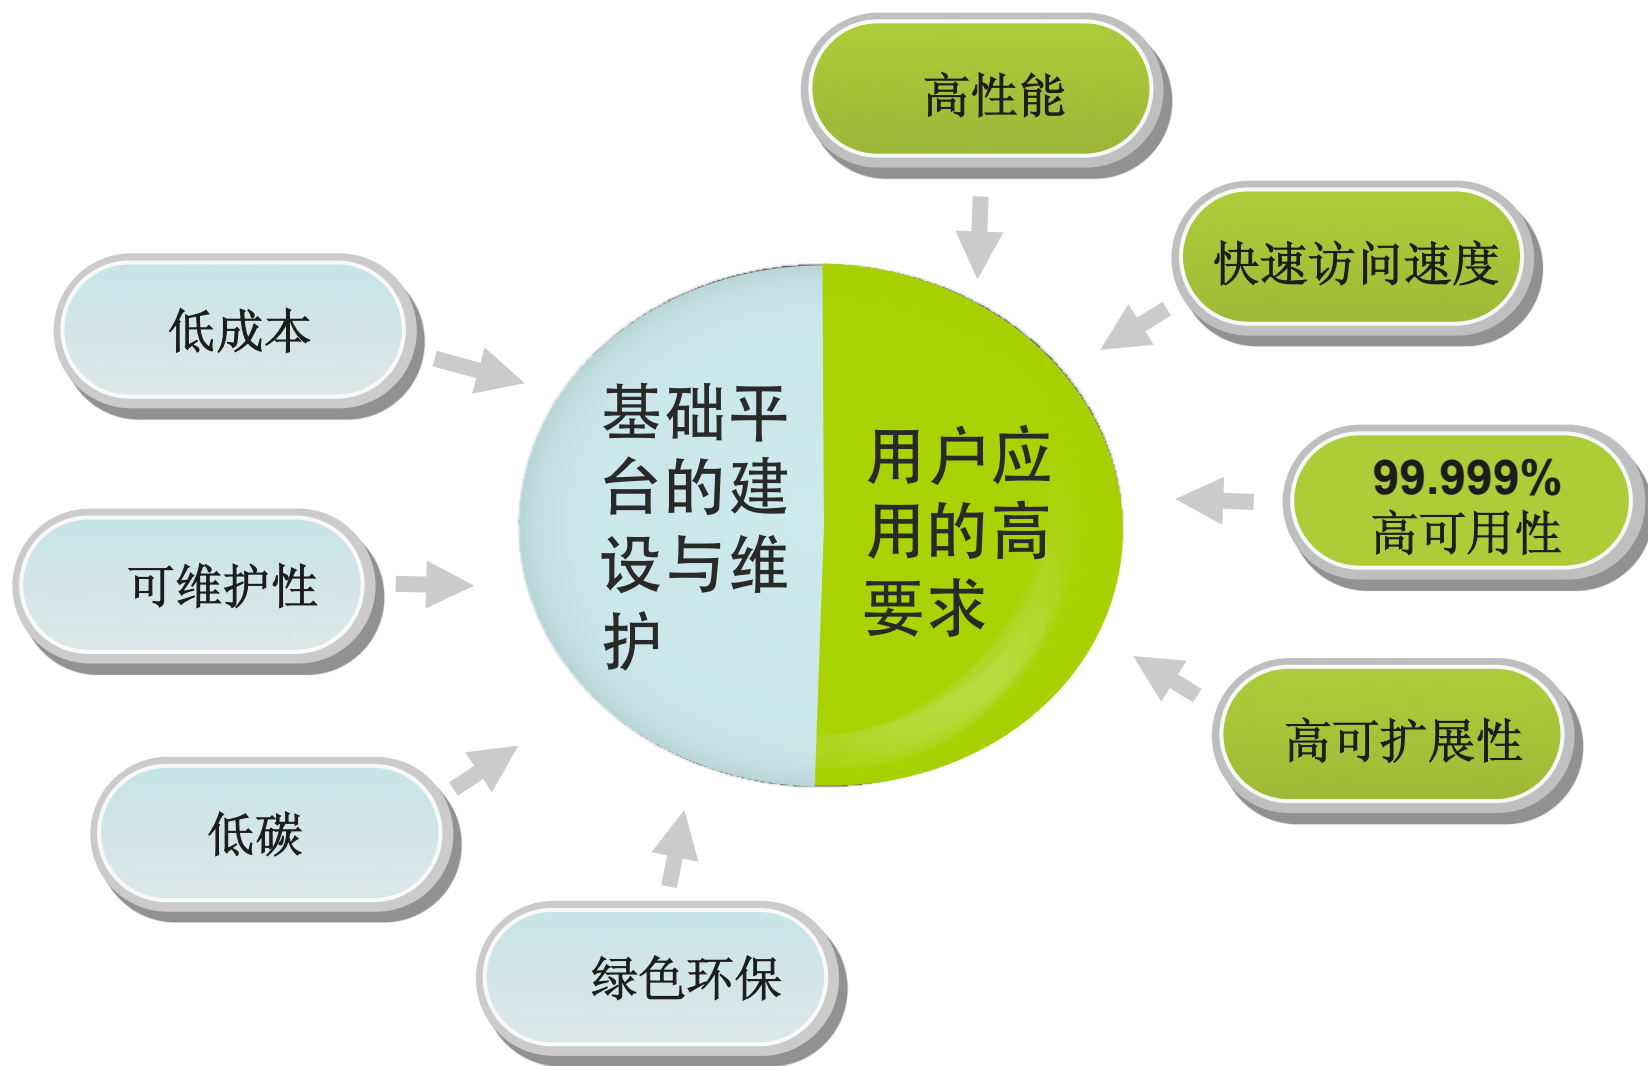 高性能
快速访问速度
低成本
基础平
台的建
设与维
护
用户应
用的高
要求
99.999%
高可用性
可维护性
高可扩展性
低碳
绿色环保